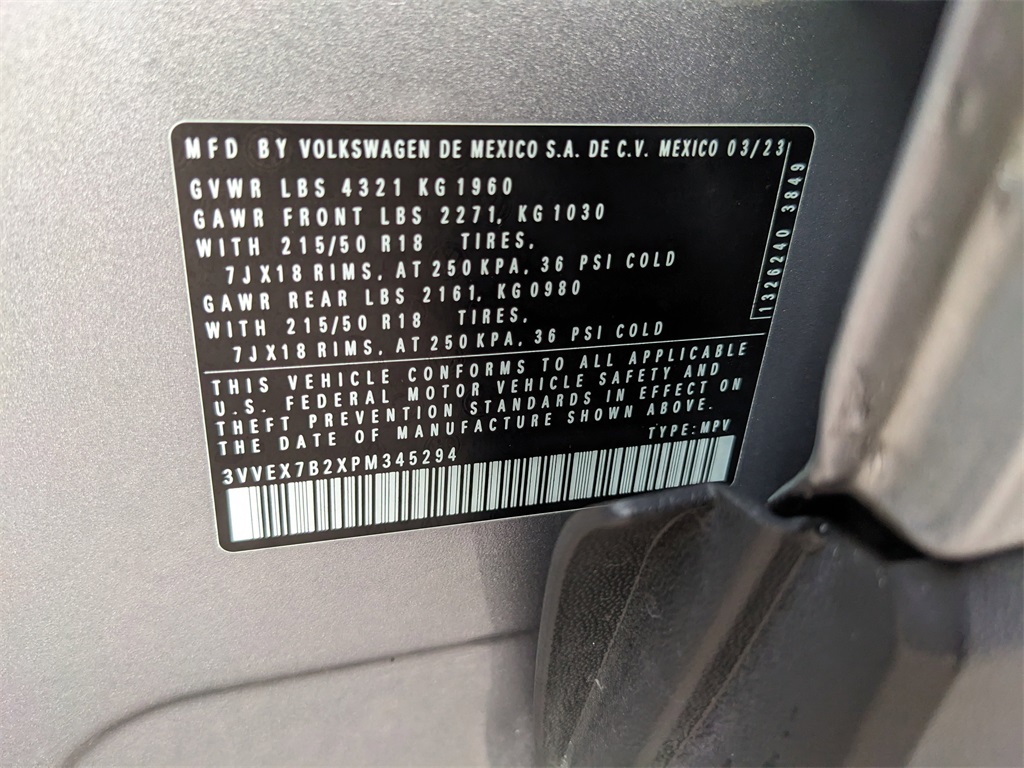 MFD BY VOLKSWAGEN DE MEXICO S.A. DE C.V. MEXICO 03/23
GVWR LBS 4321 KG 1960
GAWR FRONT LBS 2271, KG1030
WITH 215/50 R18 TIRES,
7JX18 RIMS, AT 250 KPA, 36 PSI COLD
GAWR REAR LBS 2161, KG0980
WITH 215/50 R18 TIRES,
7JX18 RIMS, AT 250 KPA, 36 PSI COLD
1326240 3849
THIS VEHICLE CONFORMS TO ALL APPLICABLE
U.S. FEDERAL MOTOR VEHICLE SAFETY AND
THEFT PREVENTION STANDARDS IN EFFECT ON
THE DATE OF MANUFACTURE SHOWN ABOVE.
TYPE: MPV
3VVEX7B2XPM345294